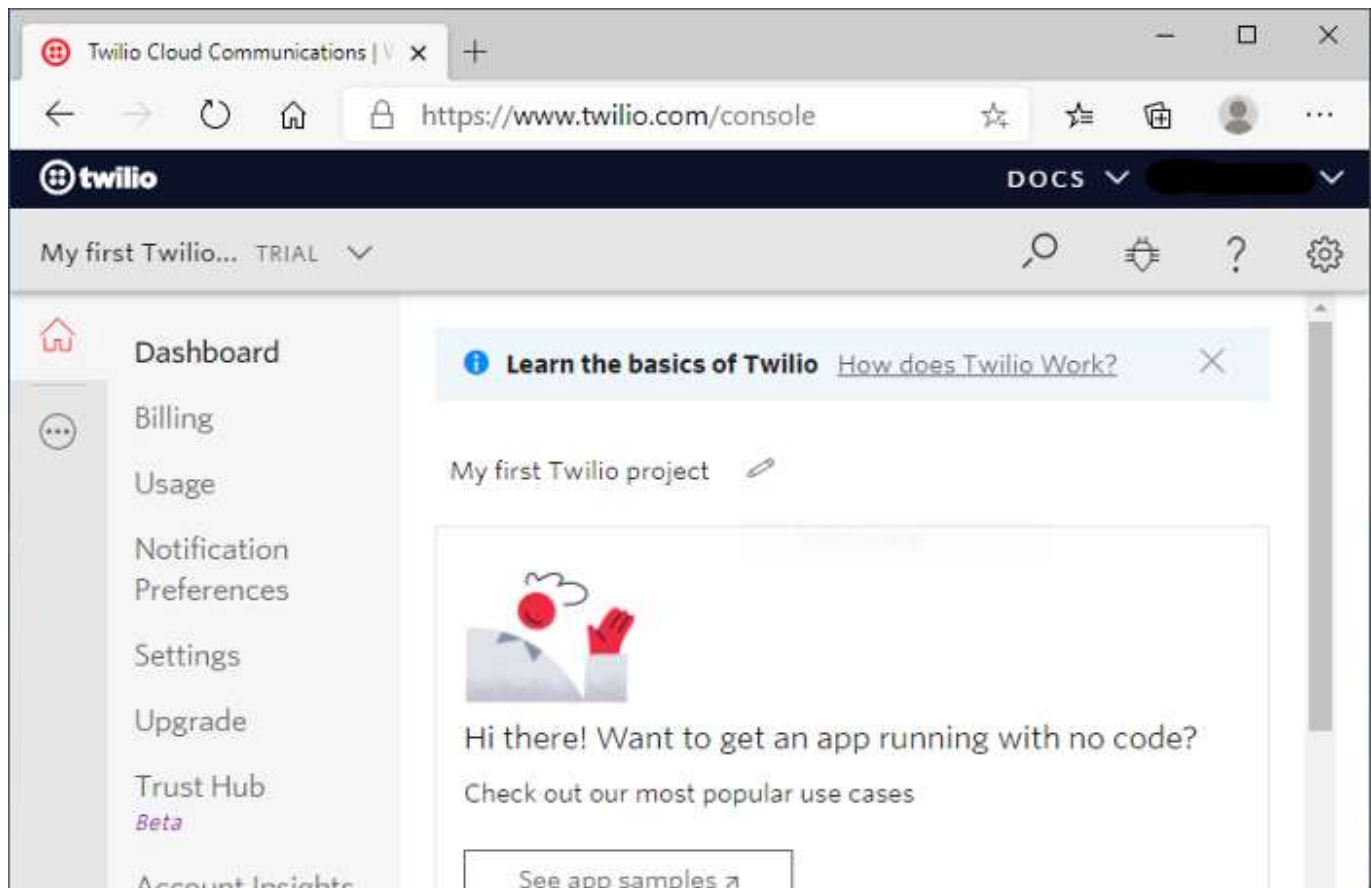 Twilio Cloud Communications |
https://www.twilio.com/console
twilio
DOCS
My first Twilio... TRIAL
Dashboard
Billing
Usage
Notification
Preferences
Settings
Upgrade
Trust Hub
Beta
Account Insights
Learn the basics of Twilio How does Twilio Work?
My first Twilio project
Hi there! Want to get an app running with no code?
Check out our most popular use cases
See app samples